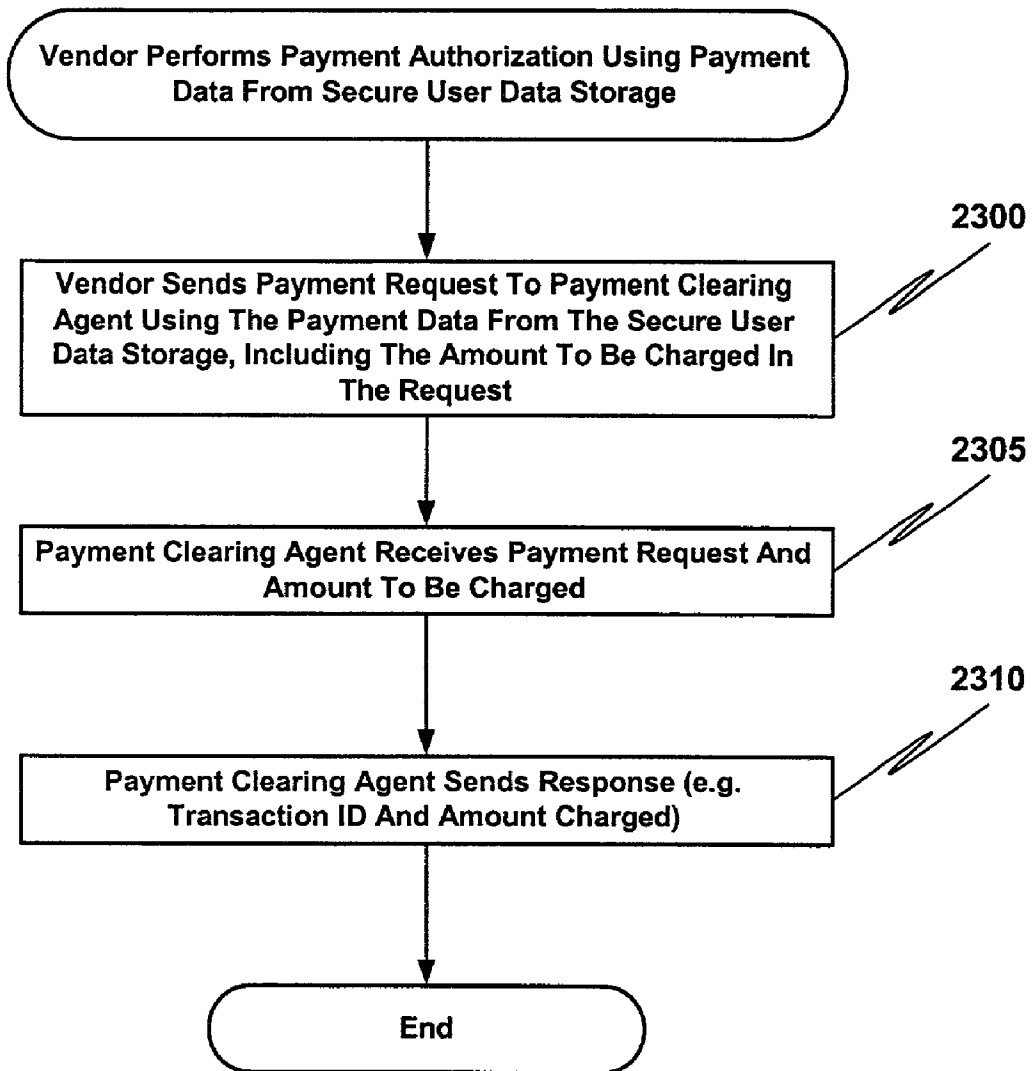 Vendor Performs Payment Authorization Using Payment
Data From Secure User Data Storage
2300
Vendor Sends Payment Request To Payment Clearing
Agent Using The Payment Data From The Secure User
Data Storage, Including The Amount To Be Charged In
The Request
2305
Payment Clearing Agent Receives Payment Request And
Amount To Be Charged
2310
Payment Clearing Agent Sends Response (e.g.
Transaction ID And Amount Charged)
End